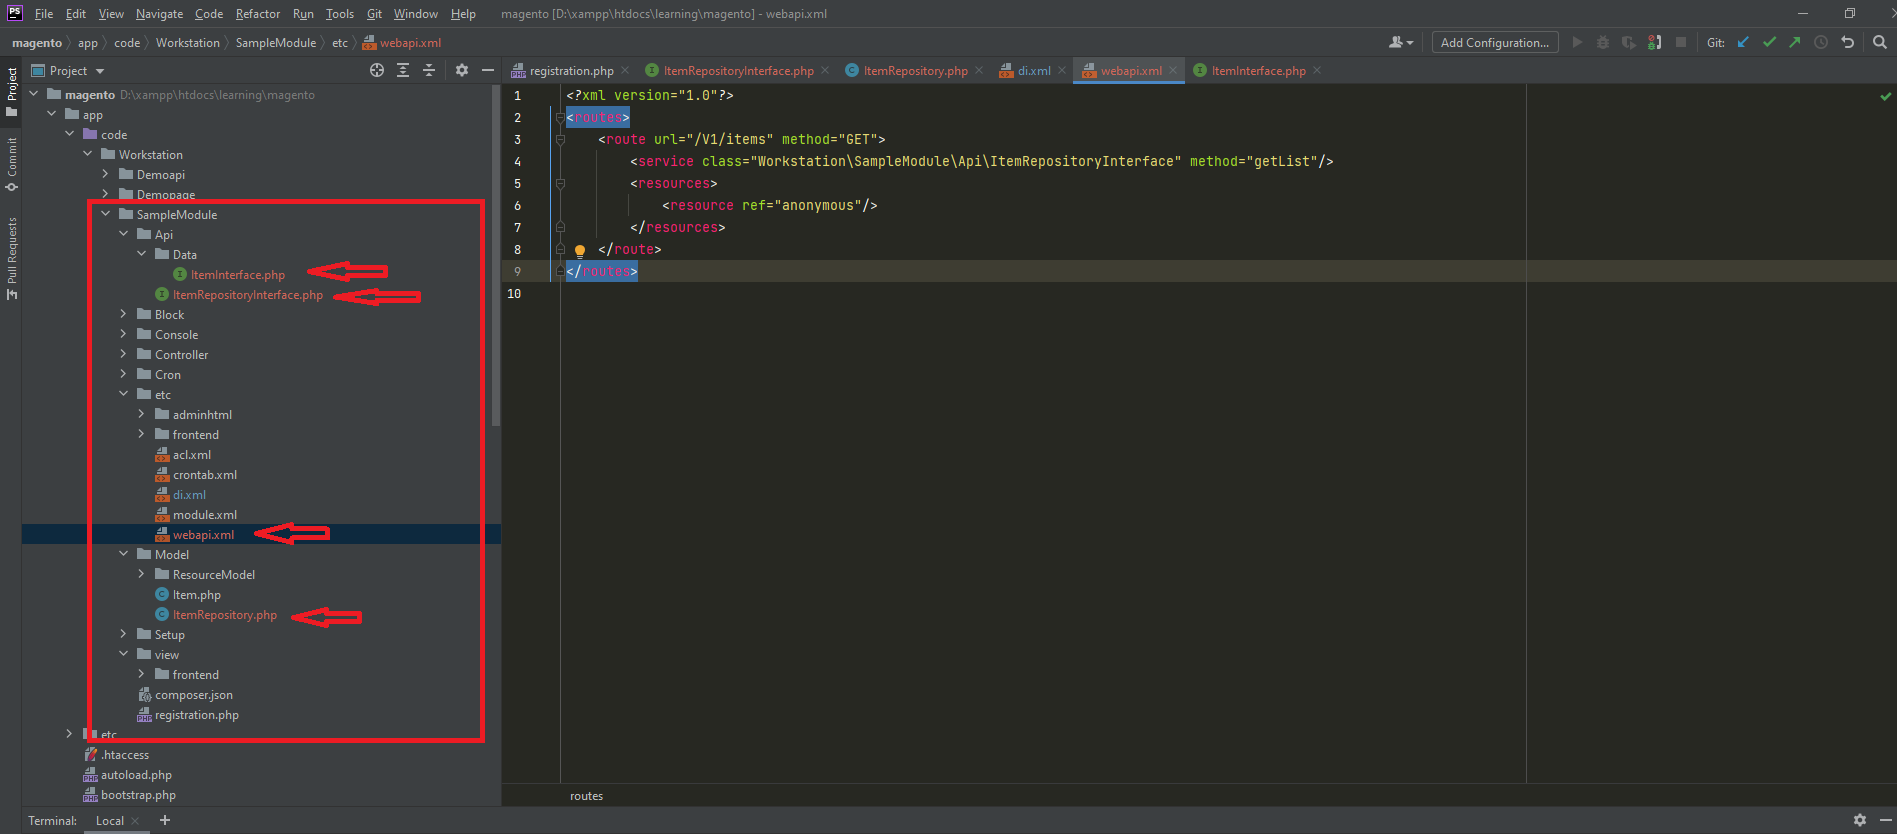 PS File Edit View Navigate Code Refactor Run Tools Git Window Help magento [D:\xampp\htdocs\learning\magento] - webapi.xml
magento app code Workstation SampleModule etc webapi.xml
Add Configuration... Git:
Project
registration.php ItemRepositoryInterface.php ItemRepository.php di.xml webapi.xml ItemInterface.php
Project
Commit
Pull Requests
magento D:\xampp\htdocs\learning\magento
app
code
Workstation
Demoapi
Demopage
SampleModule
Api
Data
ItemInterface.php
ItemRepositoryInterface.php
Block
Console
Controller
Cron
etc
adminhtml
frontend
acl.xml
crontab.xml
di.xml
module.xml
webapi.xml
Model
ResourceModel
Item.php
ItemRepository.php
Setup
view
frontend
composer.json
registration.php
etc
.htaccess
autoload.php
bootstrap.php
1 <?xml version="1.0"?>
2 <routes>
3 <route url="/V1/items" method="GET">
4 <service class="Workstation\SampleModule\Api\ItemRepositoryInterface" method="getList"/>
5 <resources>
6 <resource ref="anonymous"/>
7 </resources>
8 </route>
9 </routes>
10
routes
Terminal: Local